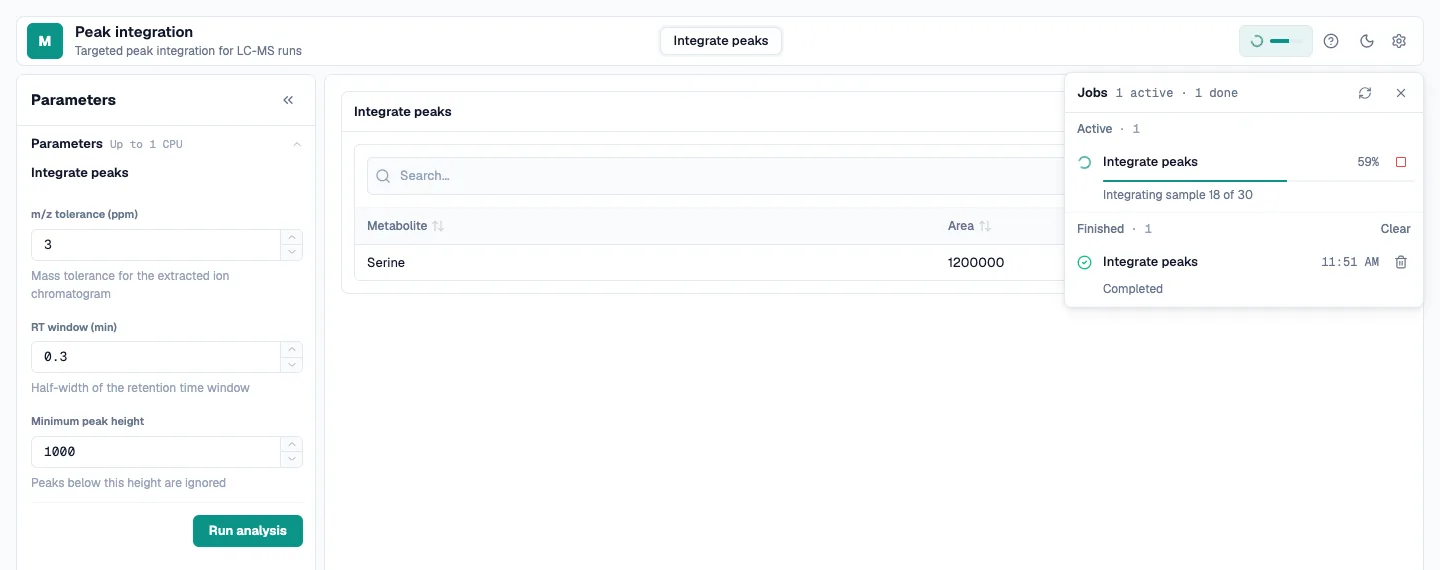 M
Peak integration
Targeted peak integration for LC-MS runs
Integrate peaks
Parameters
Parameters Up to 1 CPU
Integrate peaks
m/z tolerance (ppm)
3
Mass tolerance for the extracted ion
chromatogram
RT window (min)
0.3
Half-width of the retention time window
Minimum peak height
1000
Peaks below this height are ignored
Run analysis
Integrate peaks
Search...
Metabolite Area
Serine 1200000
Jobs 1 active · 1 done
Active · 1
Integrate peaks 59%
Integrating sample 18 of 30
Finished · 1 Clear
Integrate peaks 11:51 AM
Completed